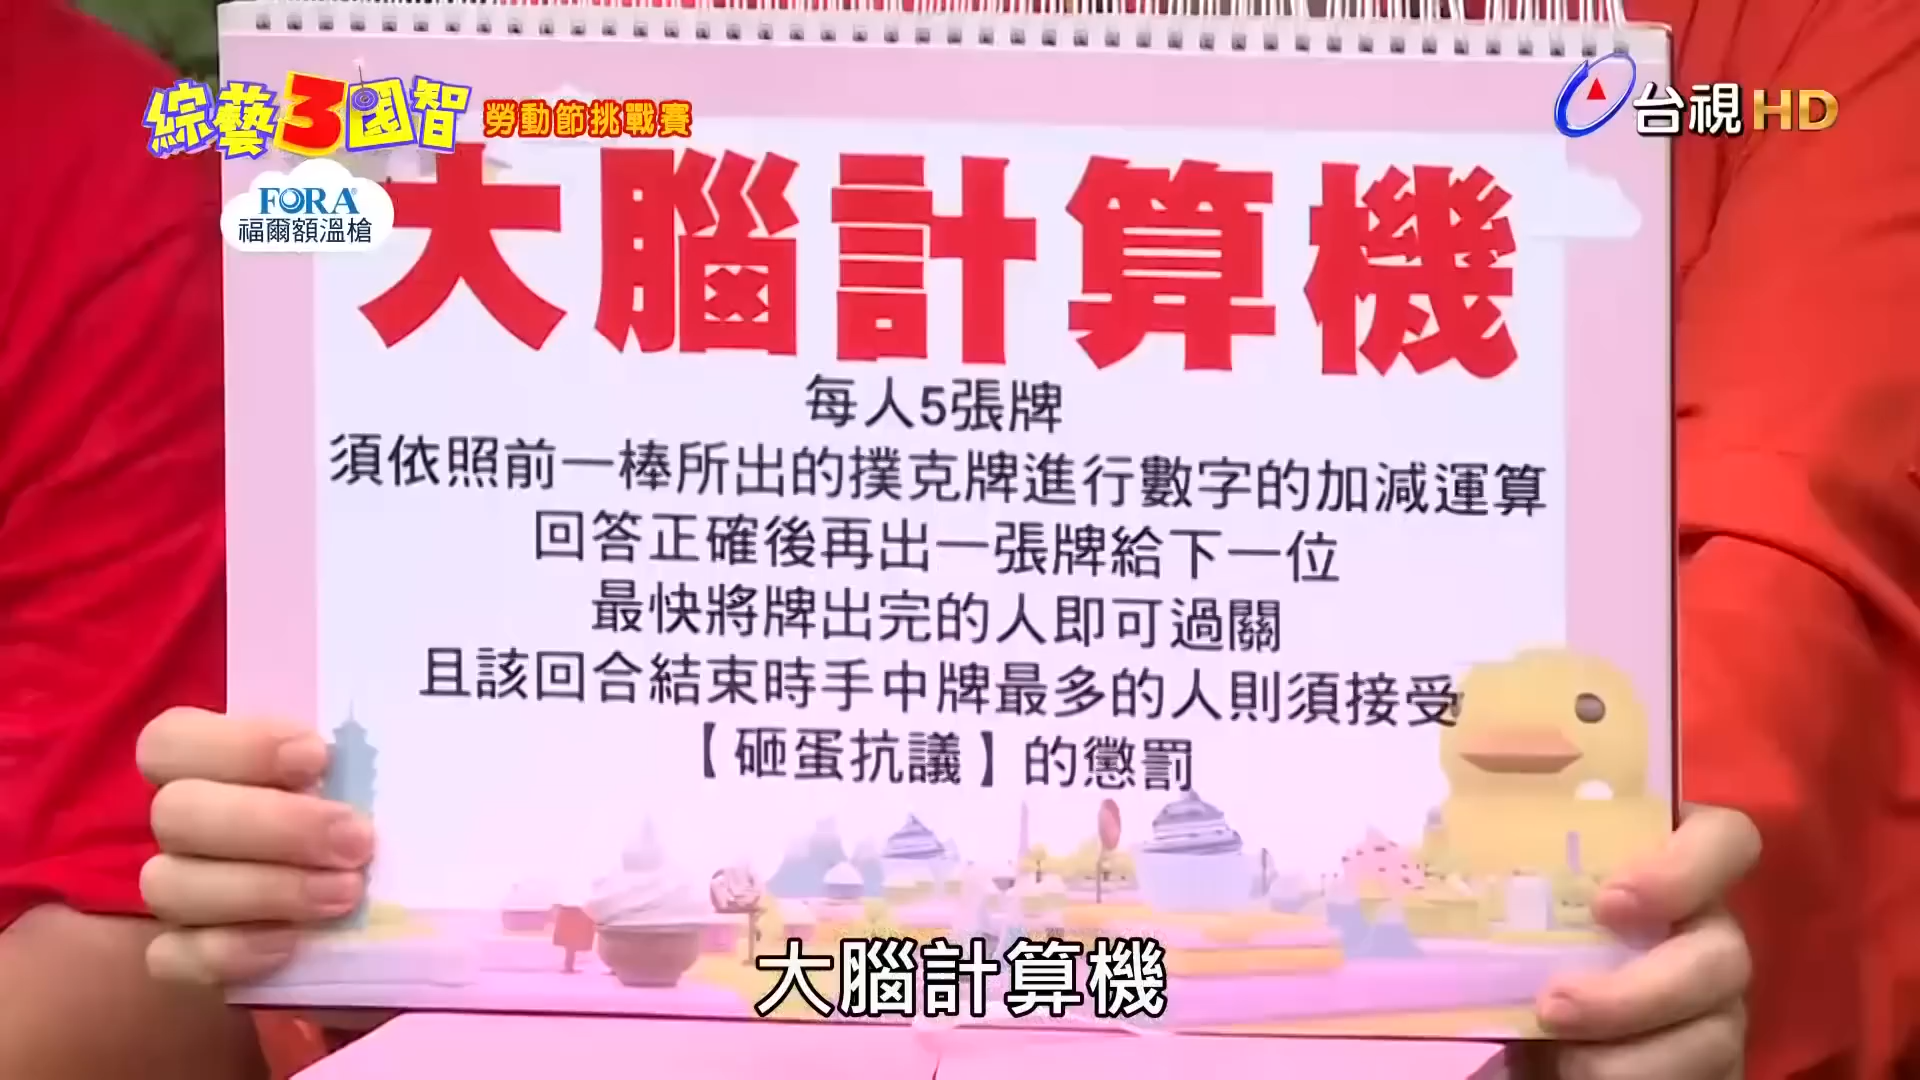 綜藝3國智 勞動節挑戰賽
台視HD
FORA
福爾額溫槍
大腦計算機
每人5張牌
須依照前一棒所出的撲克牌進行數字的加減運算
回答正確後再出一張牌給下一位
最快將牌出完的人即可過關
且該回合結束時手中牌最多的人則須接受
【砸蛋抗議】的懲罰
大腦計算機